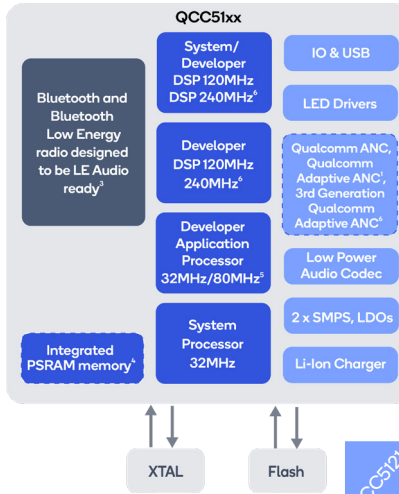 QCC51xx
Bluetooth and
Bluetooth
Low Energy
radio designed
to be LE Audio
ready³
Integrated
PSRAM memory⁴
System/
Developer
DSP 120MHz
DSP 240MHz⁶
Developer
DSP 120MHz
240MHz⁶
Developer
Application
Processor
32MHz/80MHz⁵
System
Processor
32MHz
IO & USB
LED Drivers
Qualcomm ANC,
Qualcomm
Adaptive ANC¹,
3rd Generation
Qualcomm
Adaptive ANC⁶
Low Power
Audio Codec
2 x SMPS, LDOs
Li-Ion Charger
XTAL
Flash